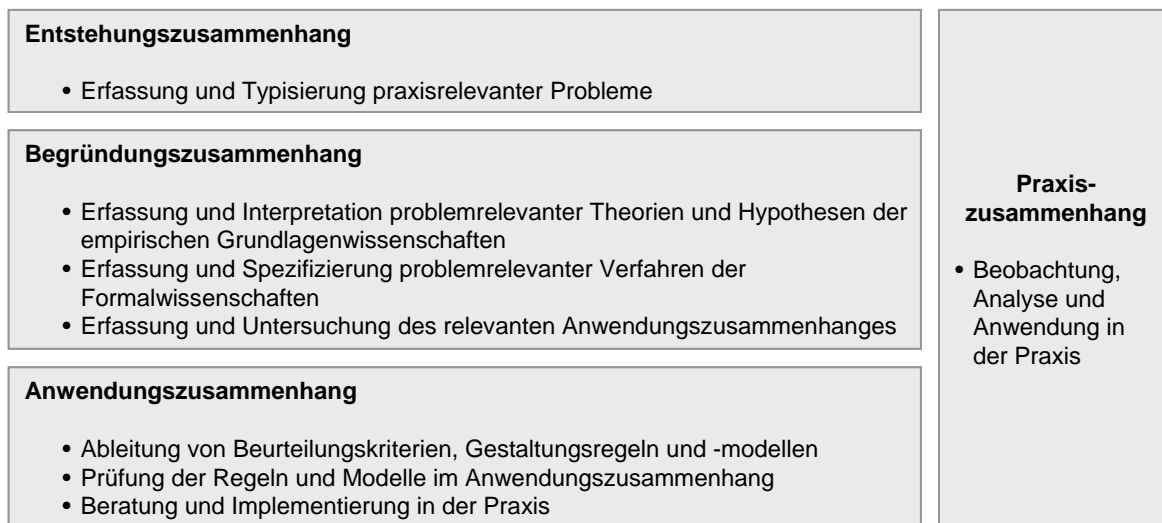 Entstehungszusammenhang
• Erfassung und Typisierung praxisrelevanter Probleme
Begründungszusammenhang
• Erfassung und Interpretation problemrelevanter Theorien und Hypothesen der
empirischen Grundlagenwissenschaften
• Erfassung und Spezifizierung problemrelevanter Verfahren der
Formalwissenschaften
• Erfassung und Untersuchung des relevanten Anwendungszusammenhanges
Anwendungszusammenhang
• Ableitung von Beurteilungskriterien, Gestaltungsregeln und -modellen
• Prüfung der Regeln und Modelle im Anwendungszusammenhang
• Beratung und Implementierung in der Praxis
Praxis-
zusammenhang
• Beobachtung,
Analyse und
Anwendung in
der Praxis